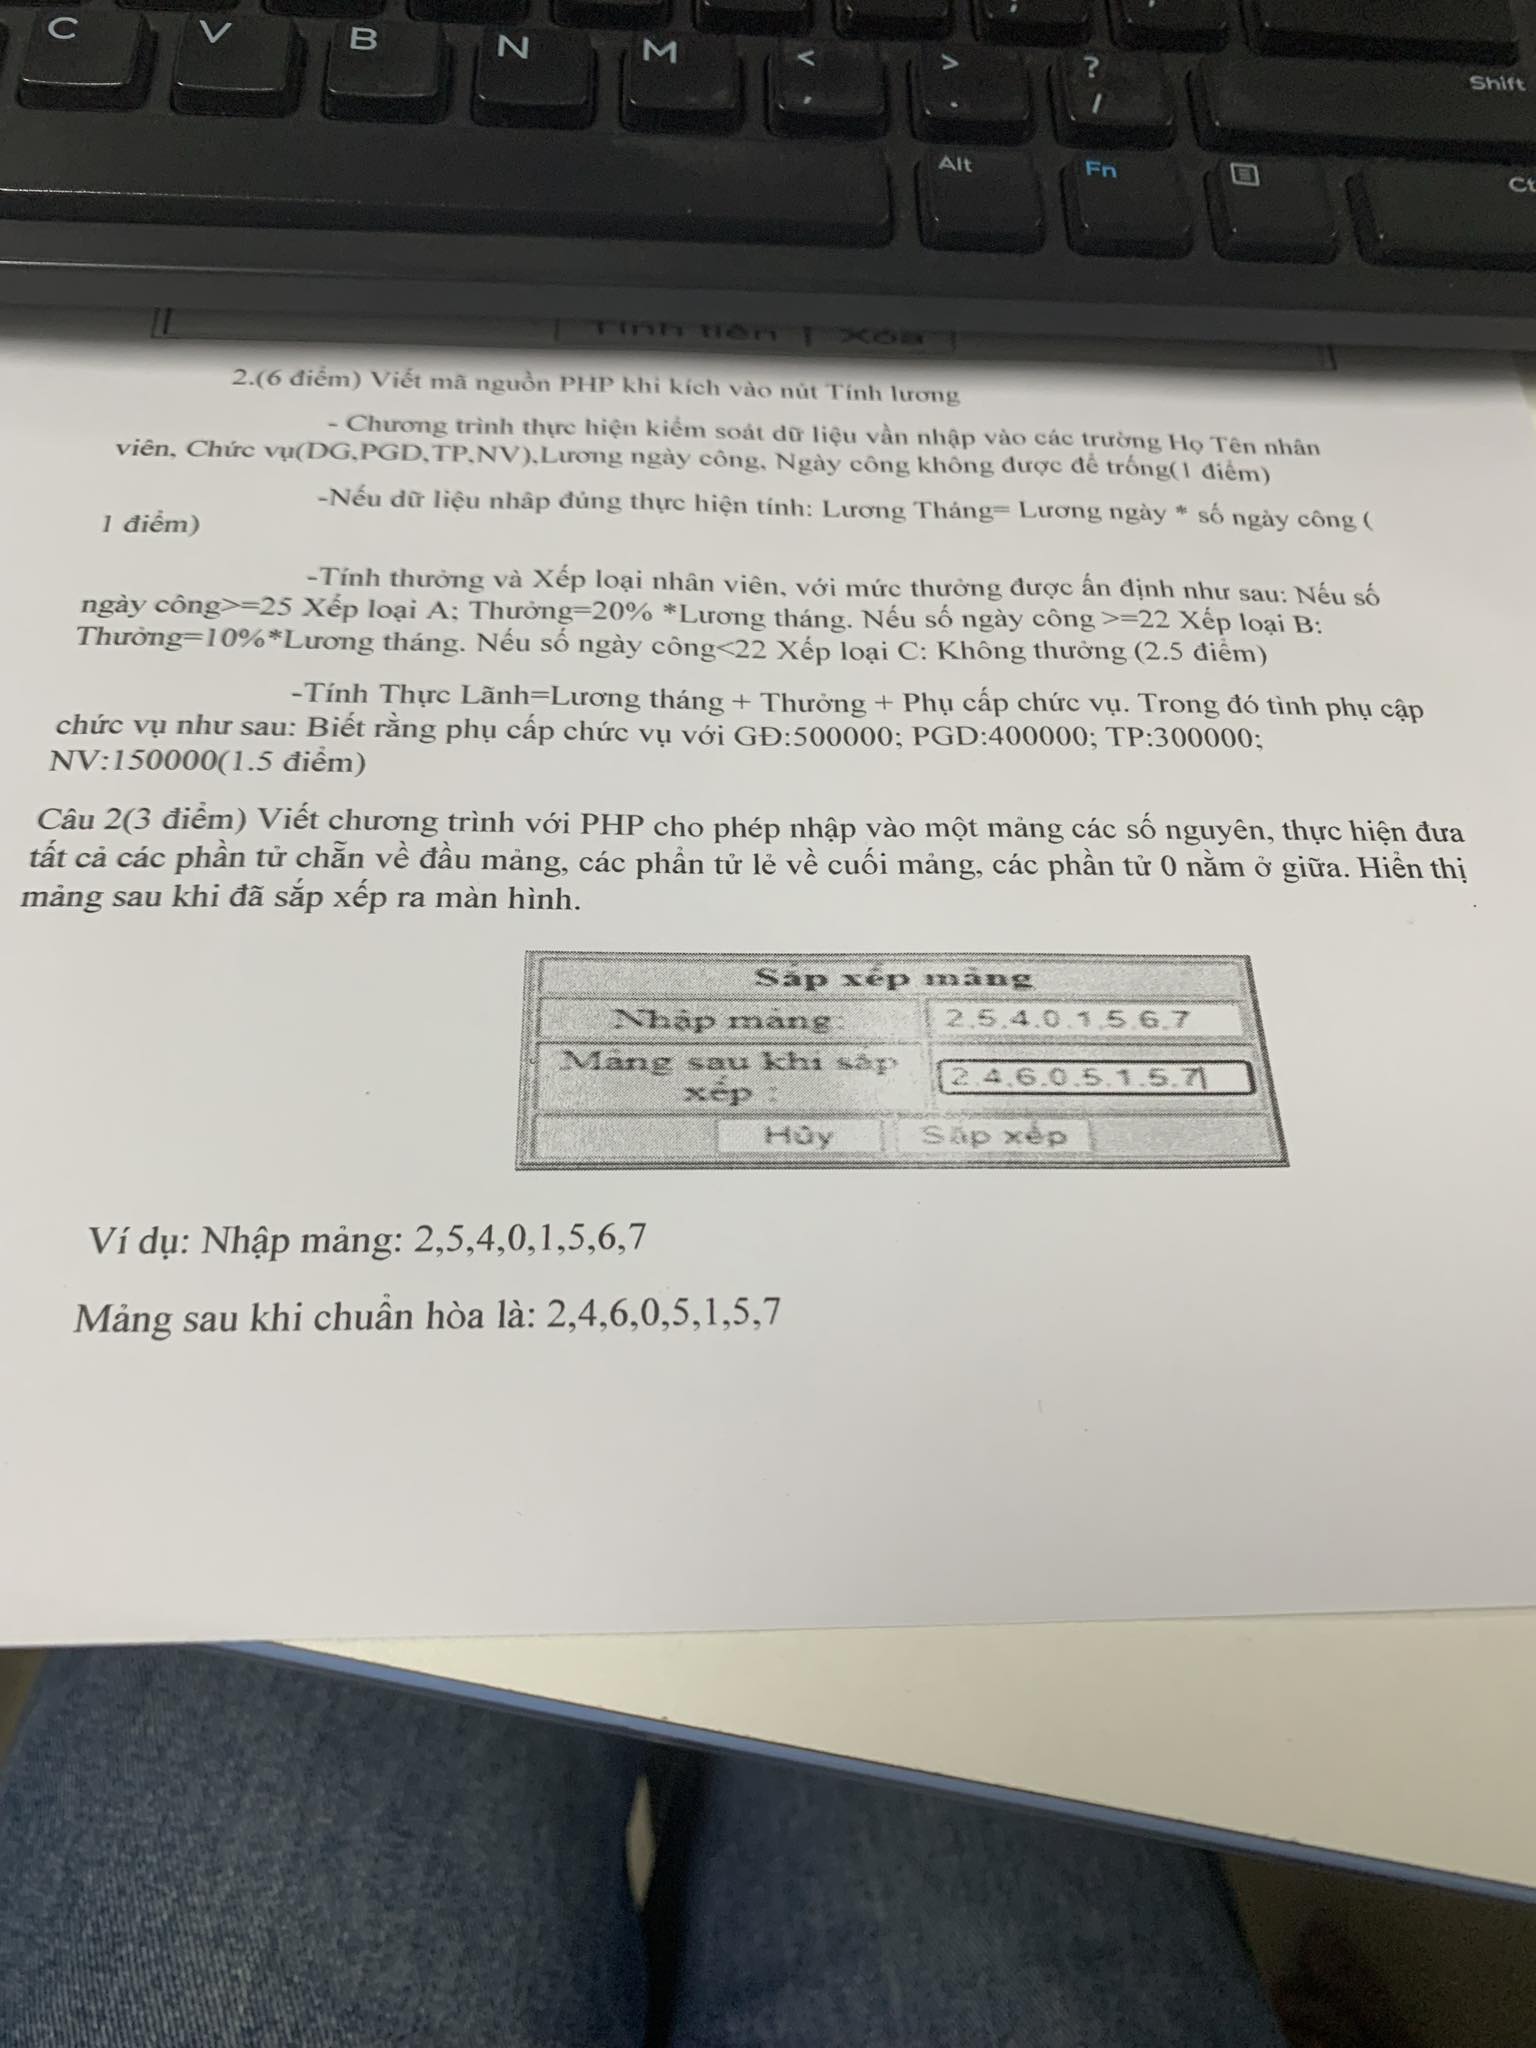 C V B N M < , > . ? / Shift
Alt Fn Ct
Tính tiền Xóa
2.(6 điểm) Viết mã nguồn PHP khi kích vào nút Tính lương
- Chương trình thực hiện kiểm soát dữ liệu vần nhập vào các trường Họ Tên nhân
viên, Chức vụ(DG,PGD,TP,NV),Lương ngày công, Ngày công không được để trống(1 điểm)
-Nếu dữ liệu nhâp đúng thực hiện tính: Lương Tháng= Lương ngày * số ngày công (
1 điểm)
-Tính thưởng và Xếp loại nhân viên, với mức thưởng được ấn định như sau: Nếu số
ngày công>=25 Xếp loại A; Thưởng=20% *Lương tháng. Nếu số ngày công >=22 Xếp loại B:
Thưởng=10%*Lương tháng. Nếu số ngày công<22 Xếp loại C: Không thưởng (2.5 điểm)
-Tính Thực Lãnh=Lương tháng + Thưởng + Phụ cấp chức vụ. Trong đó tình phụ cập
chức vụ như sau: Biết rằng phụ cấp chức vụ với GĐ:500000; PGD:400000; TP:300000;
NV:150000(1.5 điểm)
Câu 2(3 điểm) Viết chương trình với PHP cho phép nhập vào một mảng các số nguyên, thực hiện đưa
tất cả các phần tử chẵn về đầu mảng, các phần tử lẻ về cuối mảng, các phần tử 0 nằm ở giữa. Hiển thị
mảng sau khi đã sắp xếp ra màn hình.
Sắp xếp mảng
Nhập mảng: 2,5,4,0,1,5,6,7
Mảng sau khi sắp 2,4,6,0,5,1,5,7
xếp :
Hủy Sắp xếp
Ví dụ: Nhập mảng: 2,5,4,0,1,5,6,7
Mảng sau khi chuẩn hòa là: 2,4,6,0,5,1,5,7